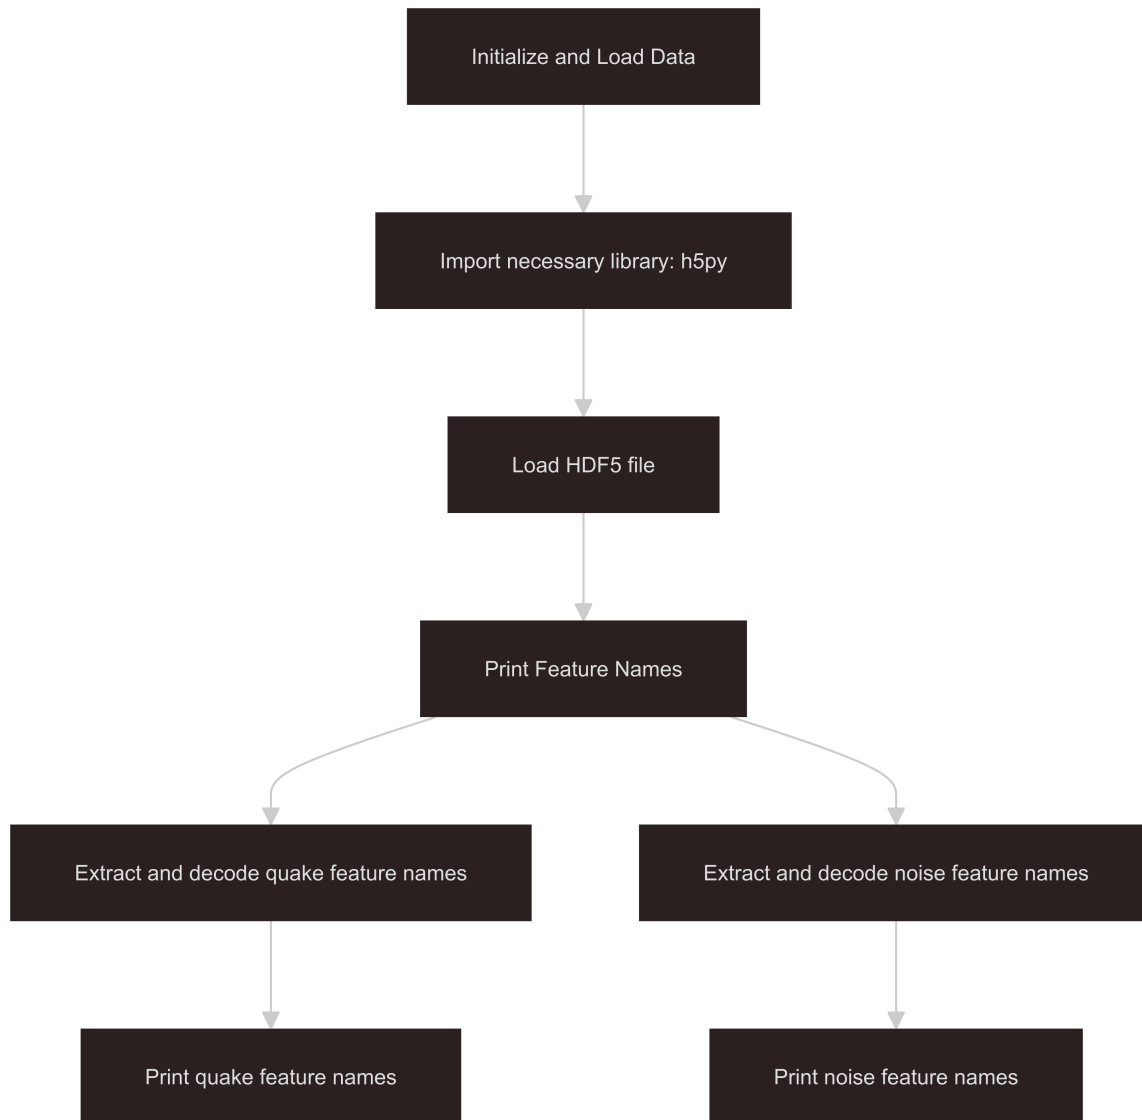 Initialize and Load Data
Import necessary library: h5py
Load HDF5 file
Print Feature Names
Extract and decode quake feature names
Extract and decode noise feature names
Print quake feature names
Print noise feature names